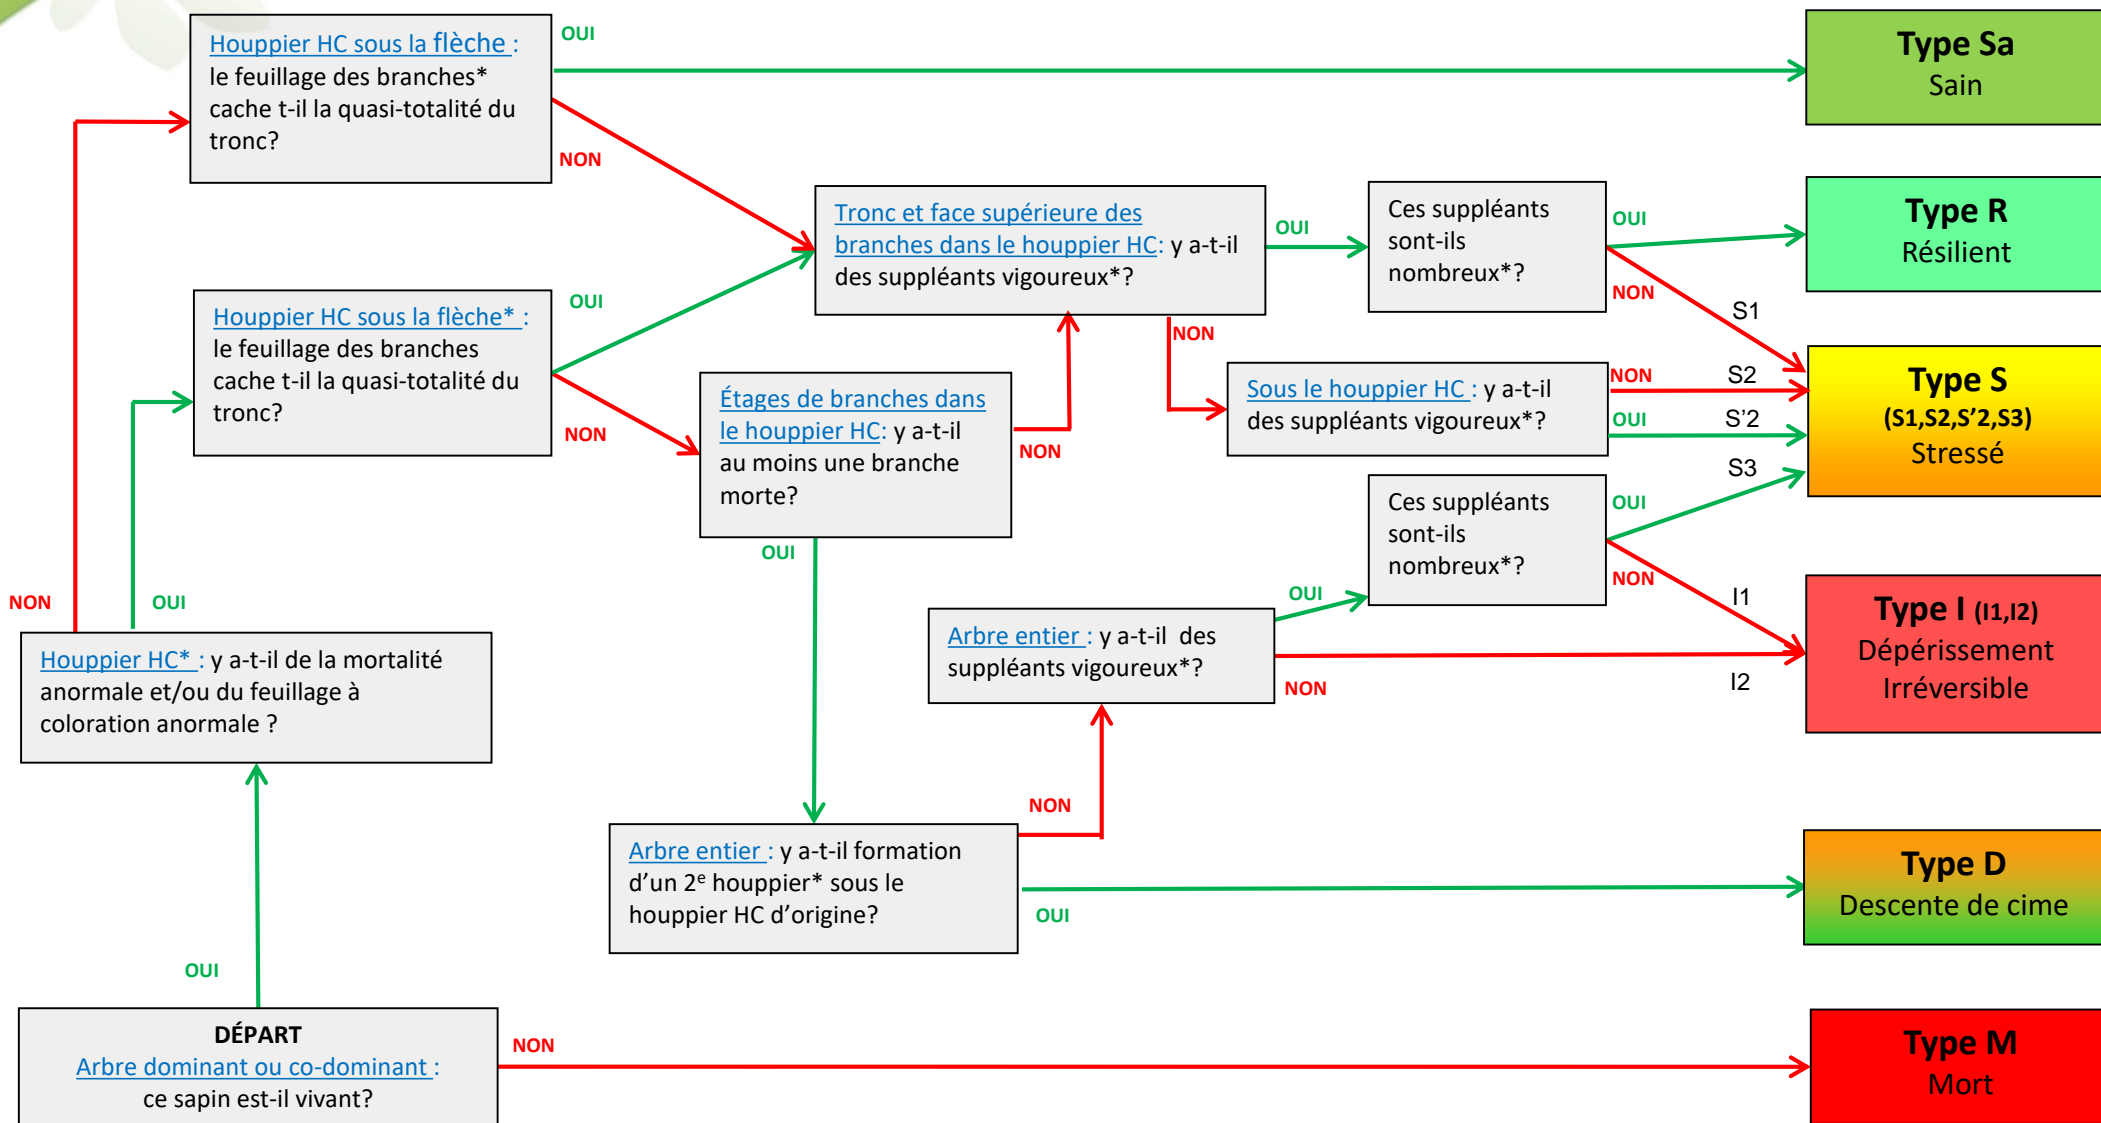 Houppier HC sous la flèche :
le feuillage des branches*
cache t-il la quasi-totalité du
tronc?
OUI
NON
Type Sa
Sain
Tronc et face supérieure des
branches dans le houppier HC: y a-t-il
des suppléants vigoureux*?
OUI
NON
Ces suppléants
sont-ils
nombreux*?
OUI
NON
S1
Type R
Résilient
Houppier HC sous la flèche* :
le feuillage des branches
cache t-il la quasi-totalité du
tronc?
OUI
NON
Étages de branches dans
le houppier HC: y a-t-il
au moins une branche
morte?
NON
OUI
Sous le houppier HC : y a-t-il
des suppléants vigoureux*?
NON
S2
OUI
S'2
S3
Type S
(S1,S2,S'2,S3)
Stressé
Ces suppléants
sont-ils
nombreux*?
OUI
NON
I1
NON
OUI
Houppier HC* : y a-t-il de la mortalité
anormale et/ou du feuillage à
coloration anormale ?
Arbre entier : y a-t-il des
suppléants vigoureux*?
OUI
NON
I2
Type I (I1,I2)
Dépérissement
Irréversible
Arbre entier : y a-t-il formation
d'un 2e houppier* sous le
houppier HC d'origine?
NON
OUI
Type D
Descente de cime
OUI
DÉPART
Arbre dominant ou co-dominant :
ce sapin est-il vivant?
NON
Type M
Mort